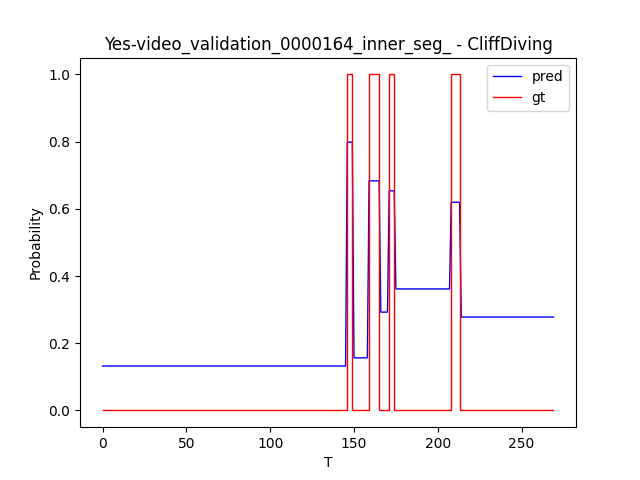 Yes-video_validation_0000164_inner_seg_ - CliffDiving
pred
gt
1.0
0.8
0.6
0.4
0.2
0.0
Probability
0
50
100
150
200
250
T